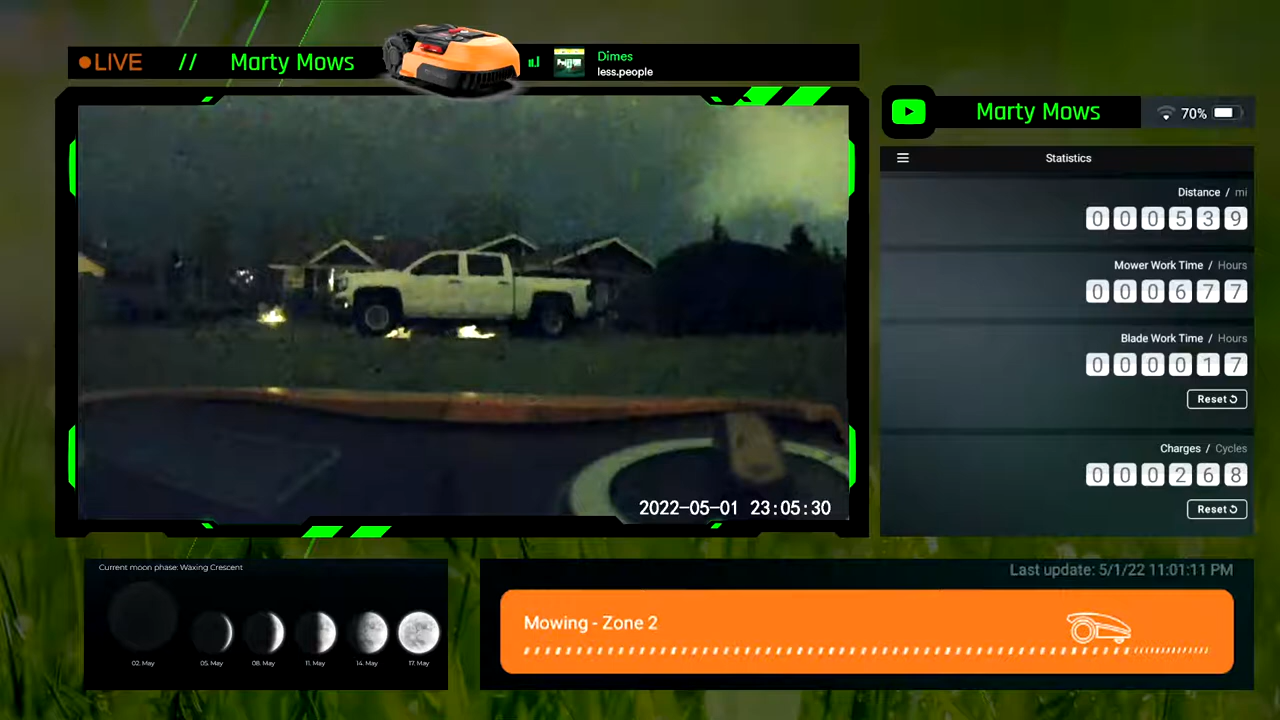 LIVE // Marty Mows
Dimes
less.people
Marty Mows
70%
Statistics
Distance / mi
000539
Mower Work Time / Hours
000677
Blade Work Time / Hours
000017
Reset
Charges / Cycles
000268
Reset
2022-05-01 23:05:30
Current moon phase: Waxing Crescent
02. May
05. May
08. May
11. May
14. May
17. May
Last update: 5/1/22 11:01:11 PM
Mowing - Zone 2